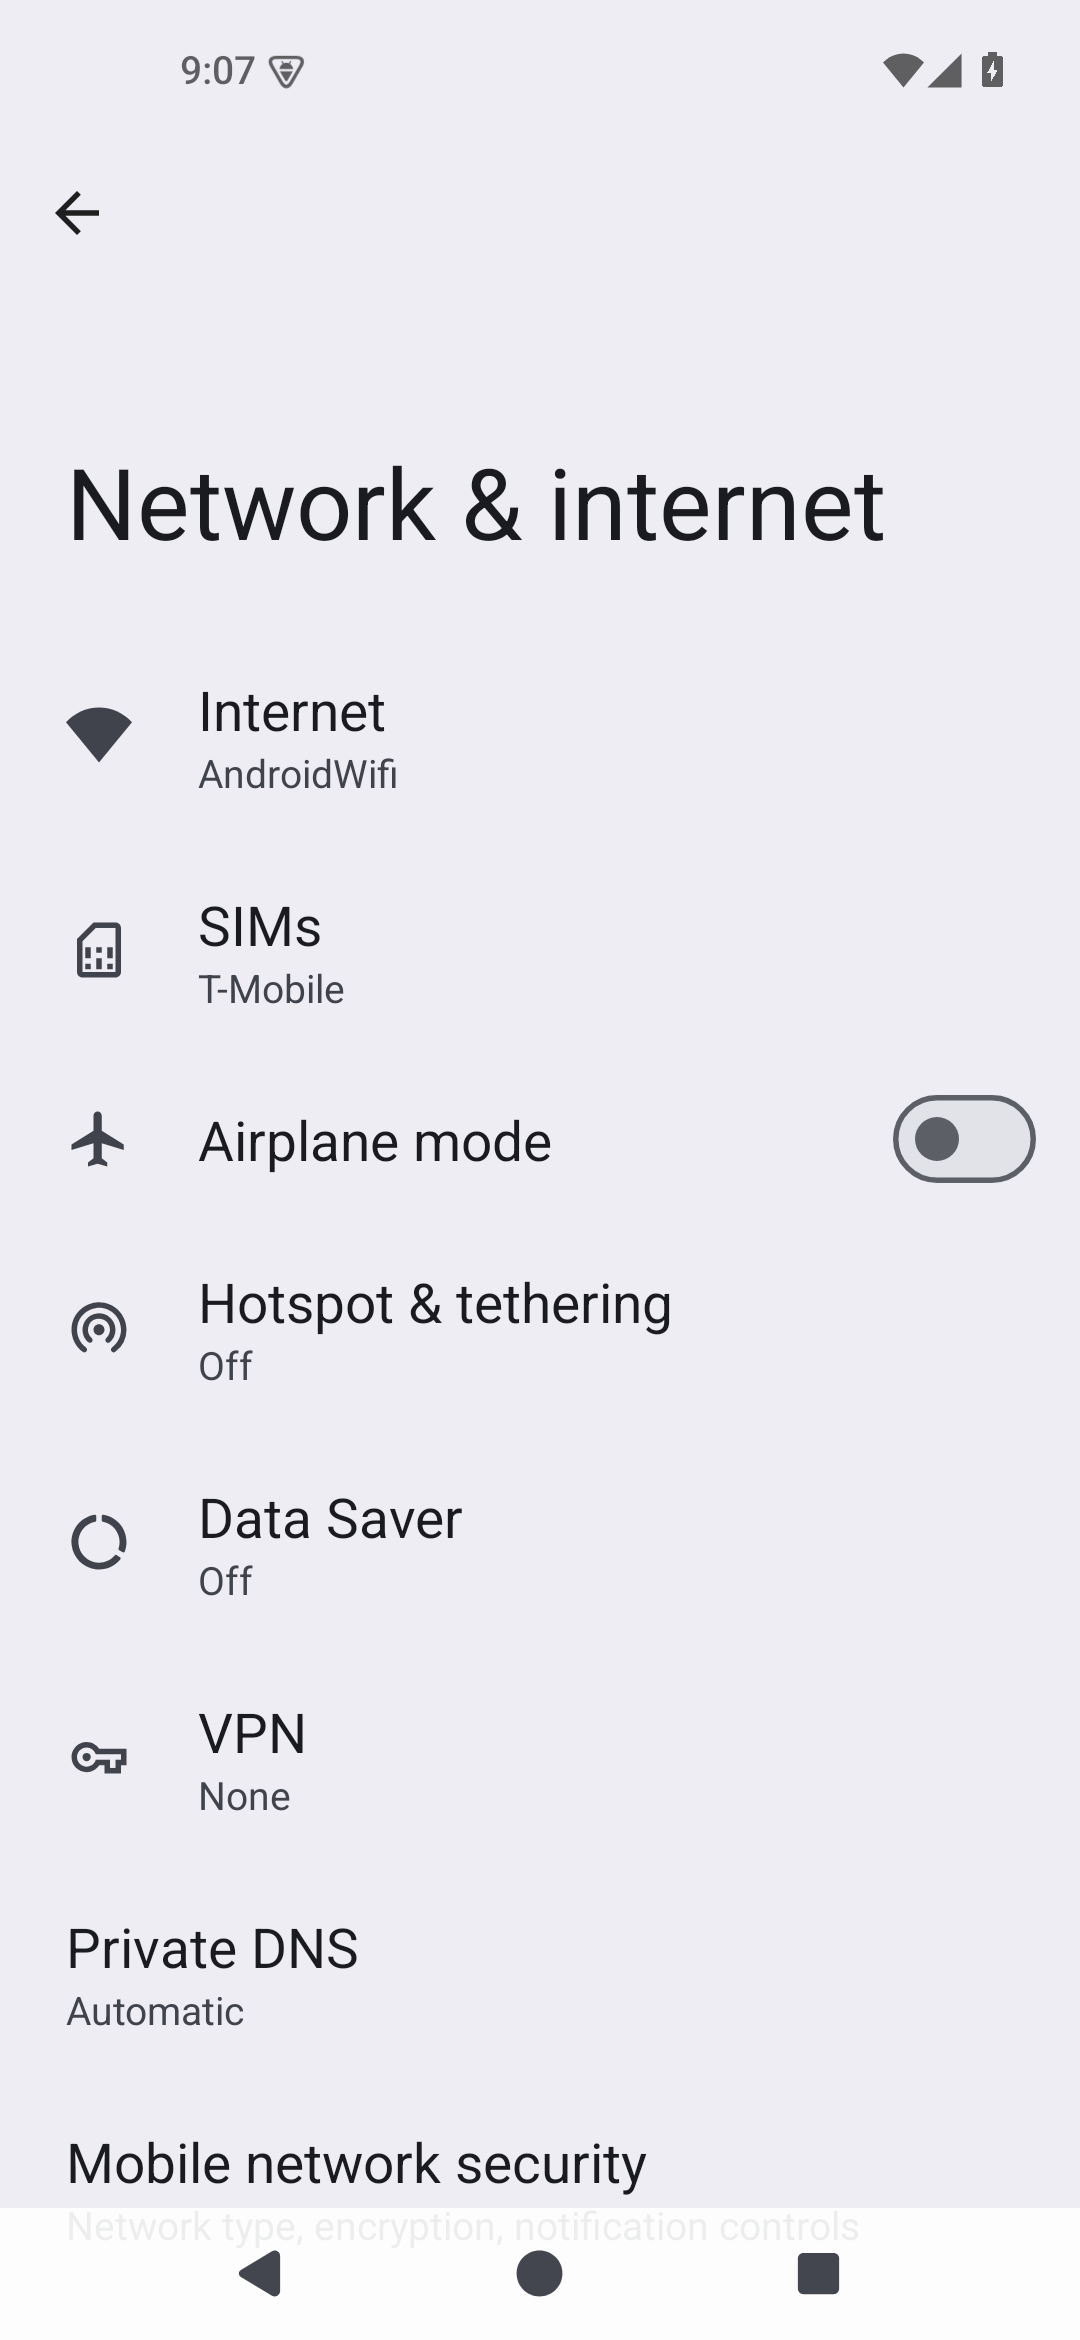 9:07
Network & internet
Internet
AndroidWifi
SIMs
T-Mobile
Airplane mode
Hotspot & tethering
Off
Data Saver
Off
VPN
None
Private DNS
Automatic
Mobile network security
Network type, encryption, notification controls